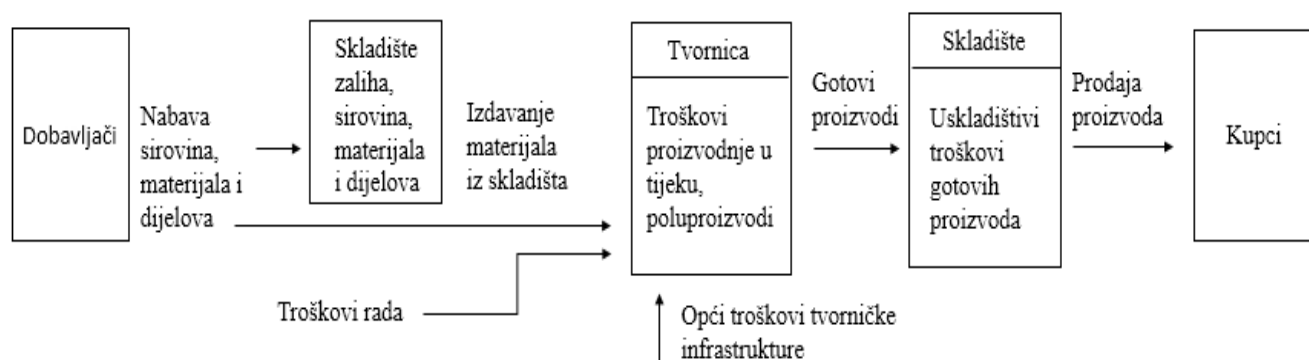 Dobavljači
Nabava
sirovina,
materijala i
dijelova
Skladište
zaliha,
sirovina,
materijala
i dijelova
Izdavanje
materijala
iz skladišta
Troškovi rada
Tvornica
Troškovi
proizvodnje u
tijeku,
poluproizvodi
Opći troškovi tvorničke
infrastrukture
Gotovi
proizvodi
Skladište
Uskladištivi
troškovi
gotovih
proizvoda
Prodaja
proizvoda
Kupci